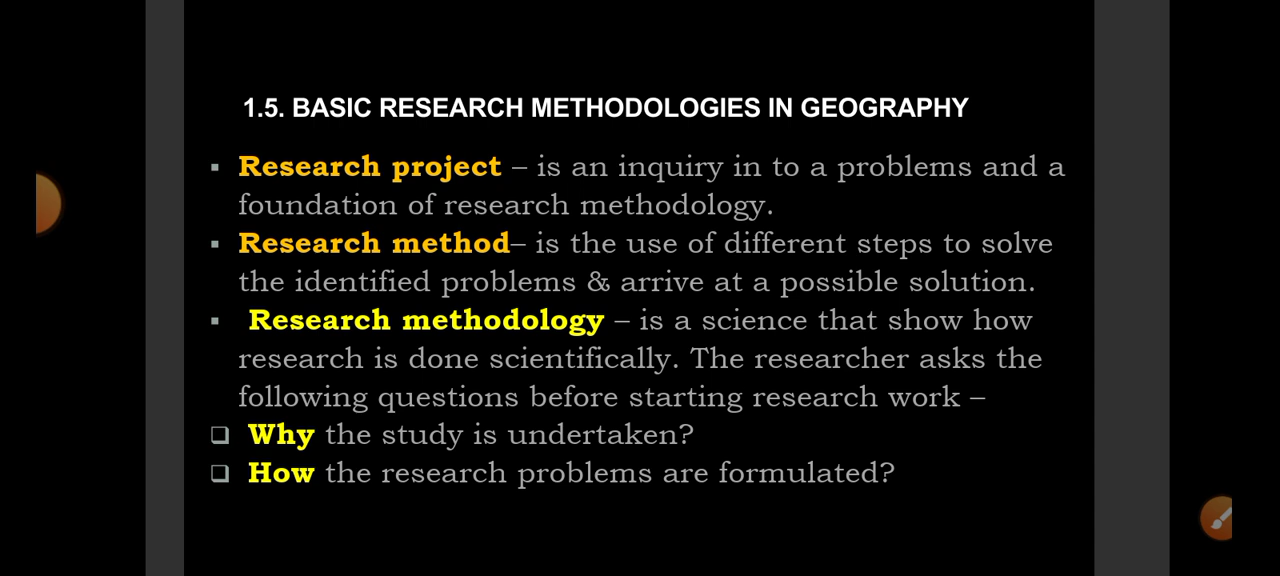 1.5. BASIC RESEARCH METHODOLOGIES IN GEOGRAPHY
▪ Research project – is an inquiry in to a problems and a
foundation of research methodology.
▪ Research method– is the use of different steps to solve
the identified problems & arrive at a possible solution.
▪ Research methodology – is a science that show how
research is done scientifically. The researcher asks the
following questions before starting research work –
❑ Why the study is undertaken?
❑ How the research problems are formulated?